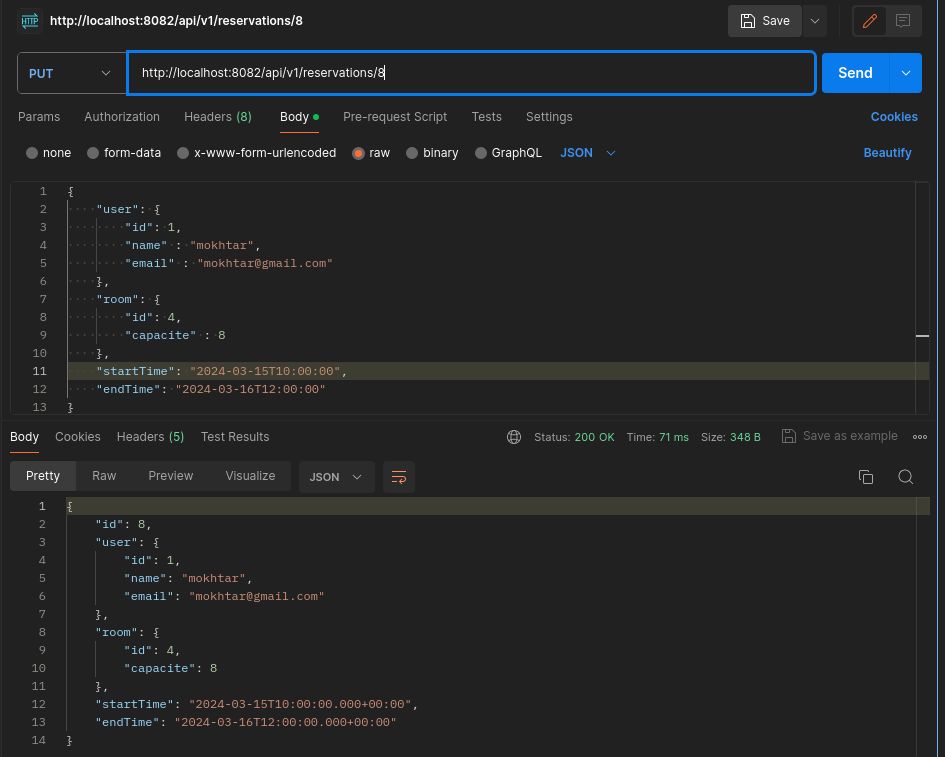 HTTP http://localhost:8082/api/v1/reservations/8 Save
PUT http://localhost:8082/api/v1/reservations/8 Send
Params Authorization Headers (8) Body Pre-request Script Tests Settings Cookies
none form-data x-www-form-urlencoded raw binary GraphQL JSON Beautify
1 {
2 ····"user":·{
3 ········"id":·1,
4 ········"name"·:·"mokhtar",
5 ········"email"·:·"mokhtar@gmail.com"
6 ····},
7 ····"room":·{
8 ········"id":·4,
9 ········"capacite"·:·8
10 ····},
11 ····"startTime":·"2024-03-15T10:00:00",
12 ····"endTime":·"2024-03-16T12:00:00"
13 }
Body Cookies Headers (5) Test Results Status: 200 OK Time: 71 ms Size: 348 B Save as example
Pretty Raw Preview Visualize JSON
1 {
2     "id": 8,
3     "user": {
4         "id": 1,
5         "name": "mokhtar",
6         "email": "mokhtar@gmail.com"
7     },
8     "room": {
9         "id": 4,
10         "capacite": 8
11     },
12     "startTime": "2024-03-15T10:00:00.000+00:00",
13     "endTime": "2024-03-16T12:00:00.000+00:00"
14 }